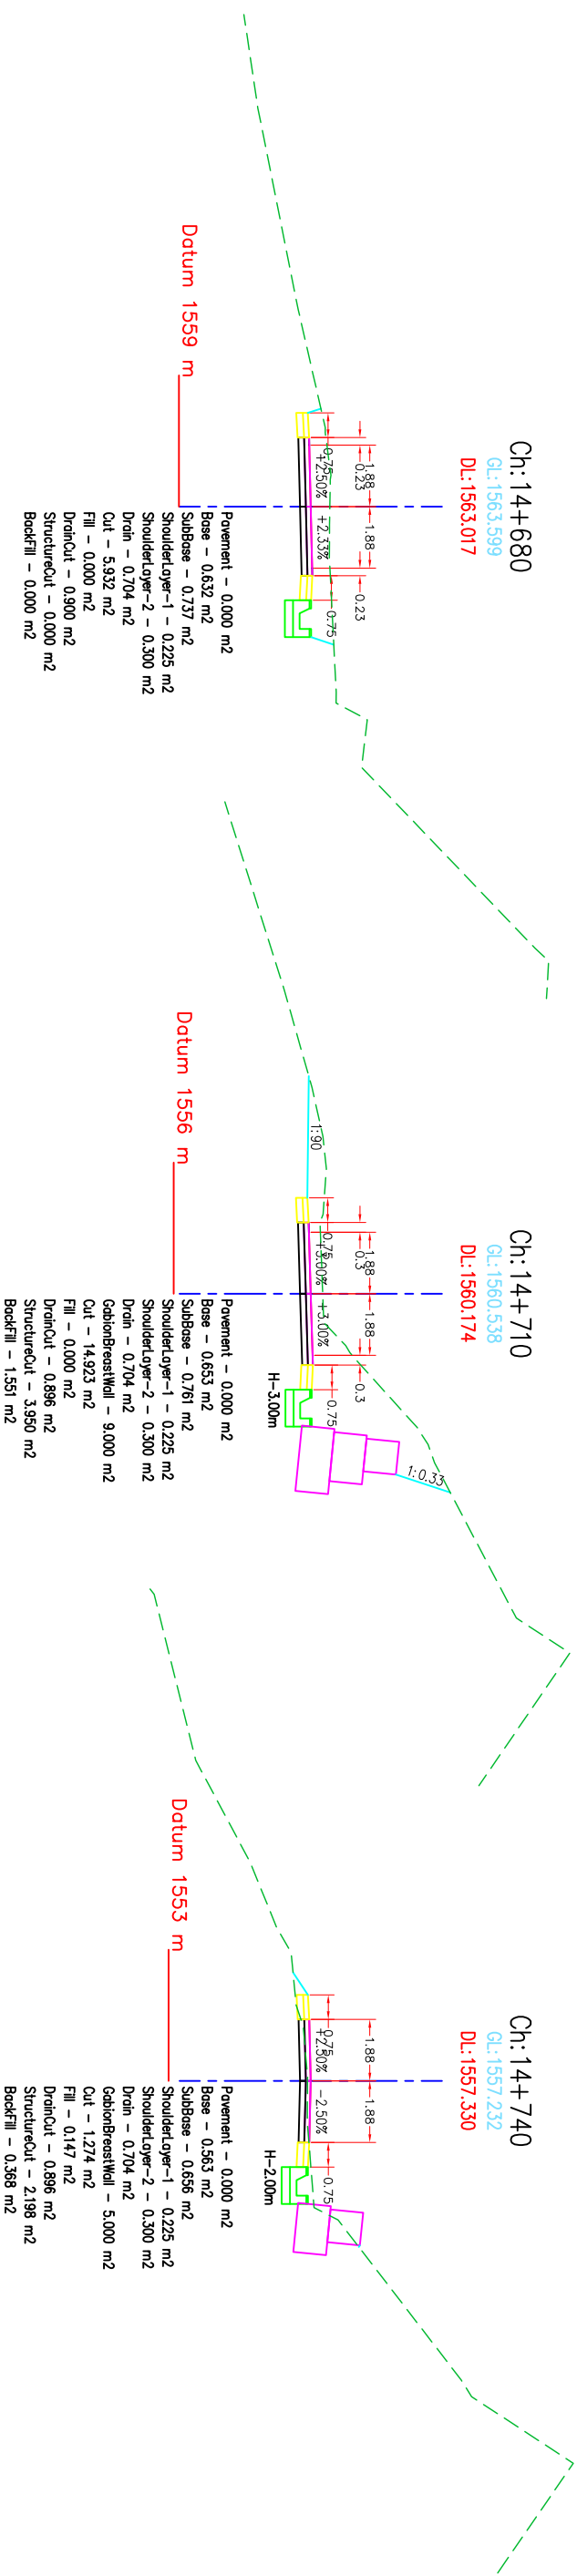 Ch:14+680
GL:1563.599
DL:1563.017
1.88
1.88
0.23
0.23
0.75
0.75
+2.50%
+2.33%
Datum 1559 m
Pavement - 0.000 m2
Base - 0.632 m2
SubBase - 0.737 m2
ShoulderLayer-1 - 0.225 m2
ShoulderLayer-2 - 0.300 m2
Drain - 0.704 m2
Cut - 5.932 m2
Fill - 0.000 m2
DrainCut - 0.900 m2
StructureCut - 0.000 m2
BackFill - 0.000 m2
Ch:14+710
GL:1560.538
DL:1560.174
1.88
1.88
0.3
0.3
0.75
0.75
1:90
+3.00%
+3.00%
1:0.33
H-3.00m
Datum 1556 m
Pavement - 0.000 m2
Base - 0.653 m2
SubBase - 0.761 m2
ShoulderLayer-1 - 0.225 m2
ShoulderLayer-2 - 0.300 m2
Drain - 0.704 m2
GabionBreastWall - 9.000 m2
Cut - 14.923 m2
Fill - 0.000 m2
DrainCut - 0.896 m2
StructureCut - 3.950 m2
BackFill - 1.551 m2
Ch:14+740
GL:1557.232
DL:1557.330
1.88
1.88
0.75
0.75
+2.50%
-2.50%
H-2.00m
Datum 1553 m
Pavement - 0.000 m2
Base - 0.563 m2
SubBase - 0.656 m2
ShoulderLayer-1 - 0.225 m2
ShoulderLayer-2 - 0.300 m2
Drain - 0.704 m2
GabionBreastWall - 5.000 m2
Cut - 1.274 m2
Fill - 0.147 m2
DrainCut - 0.896 m2
StructureCut - 2.198 m2
BackFill - 0.368 m2